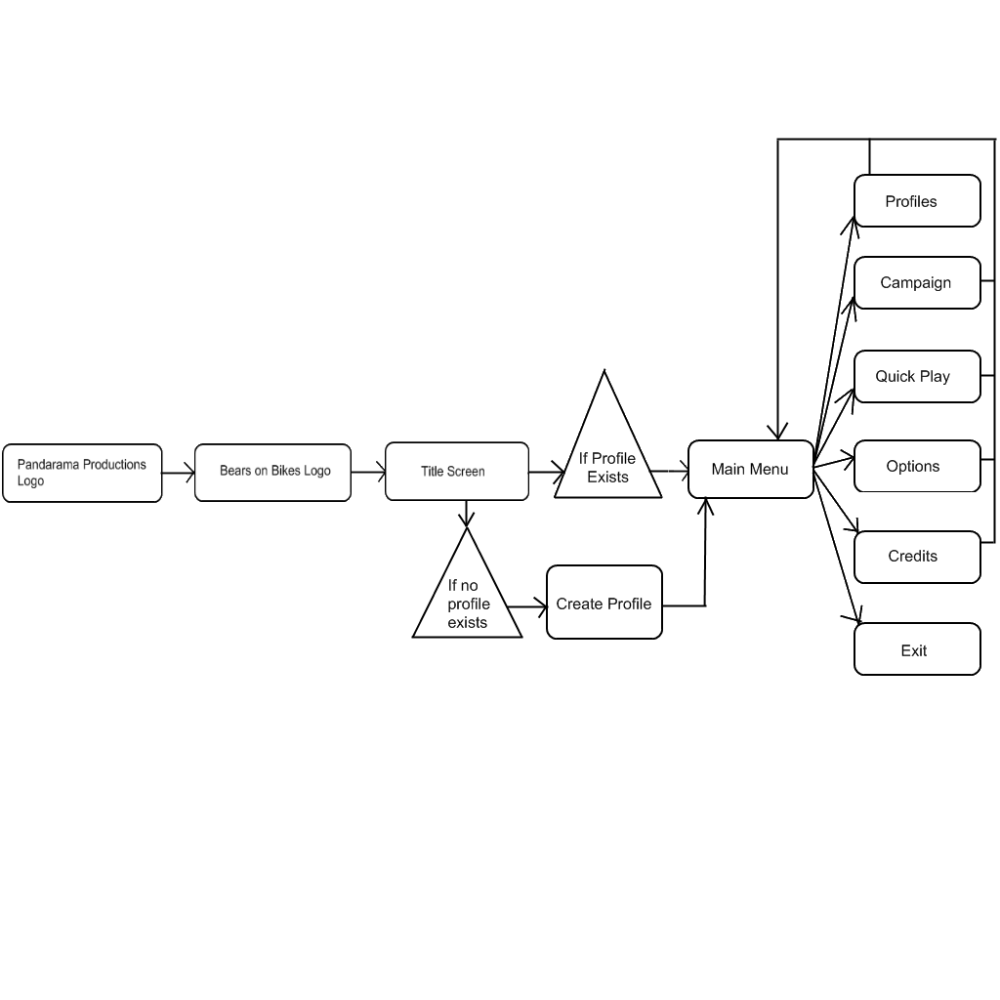 Pandarama Productions
Logo
Bears on Bikes Logo
Title Screen
If Profile
Exists
If no
profile
exists
Create Profile
Main Menu
Profiles
Campaign
Quick Play
Options
Credits
Exit